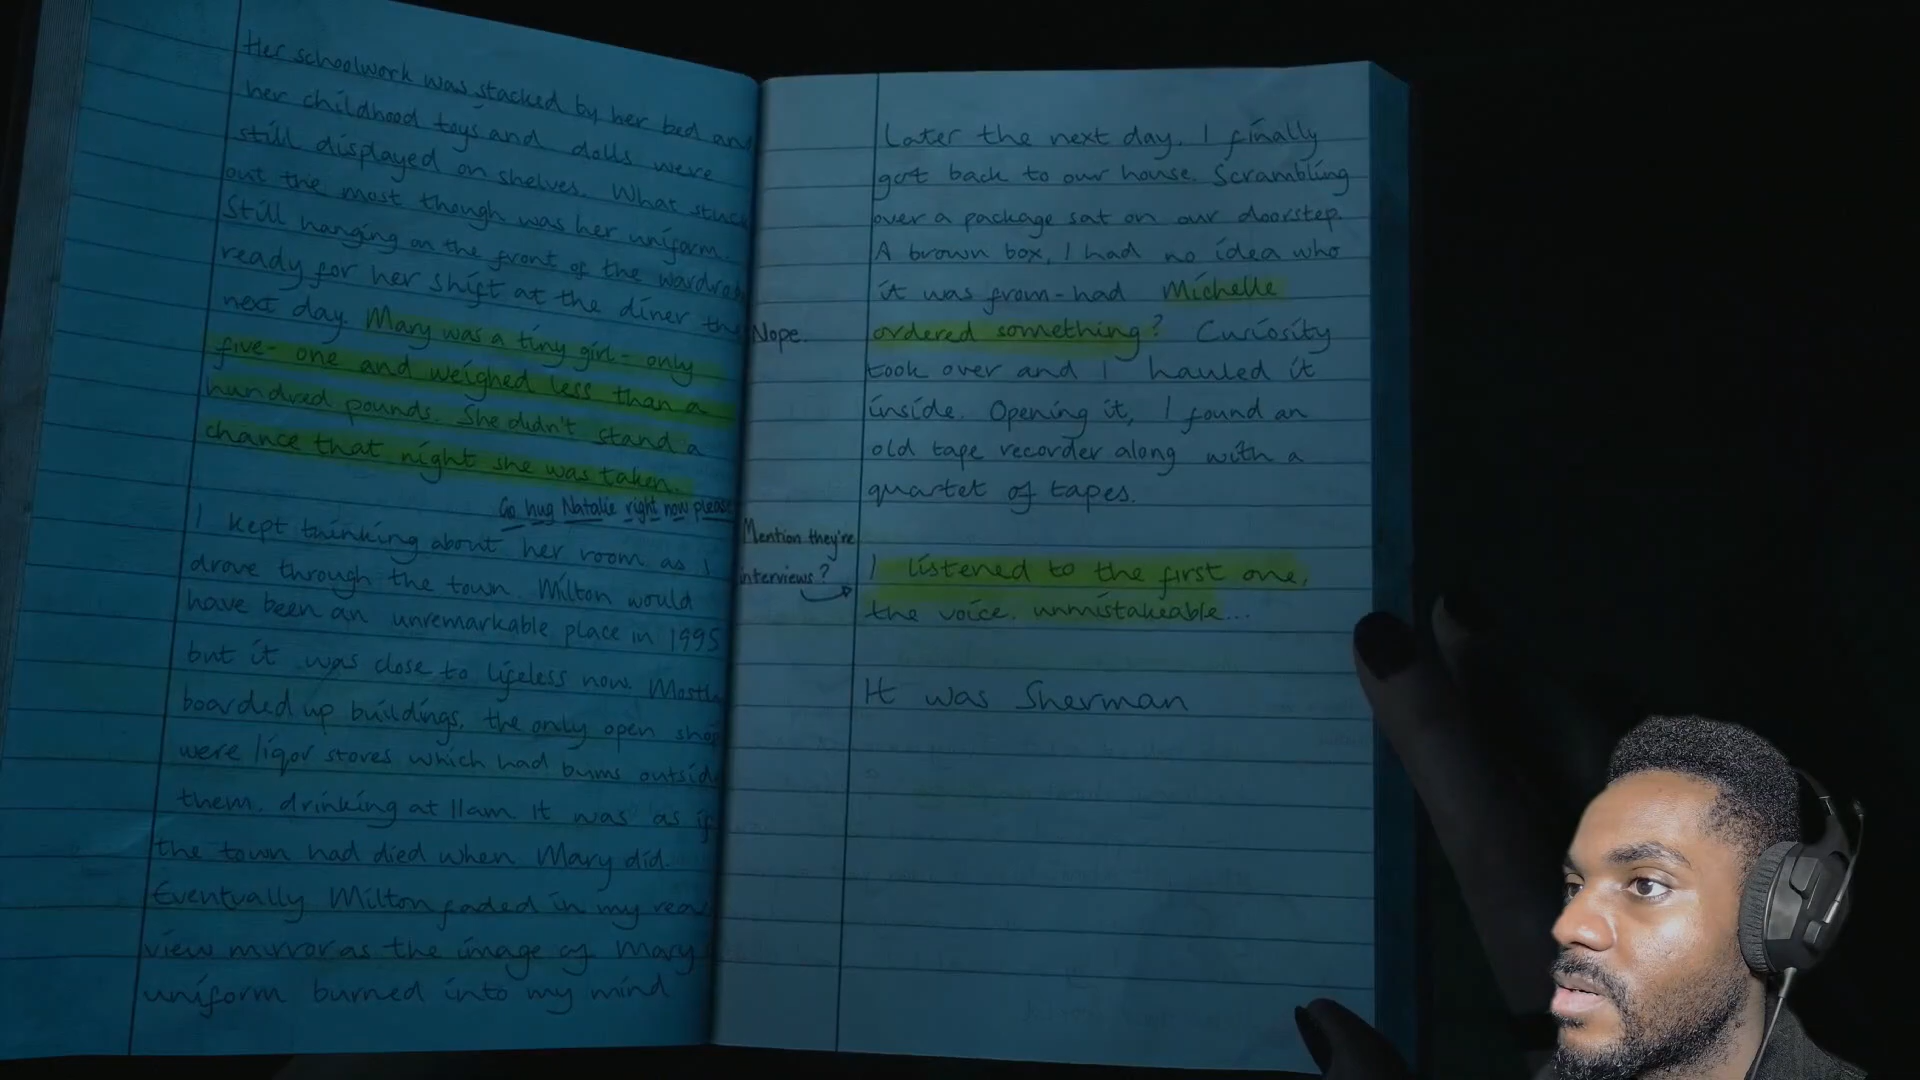 Her schoolwork was stacked by her bed and
her childhood toys and dolls were
still displayed on shelves. What stuck
out the most though was her uniform.
Still hanging on the front of the wardrobe
ready for her shift at the diner the
next day. Mary was a tiny girl - only
five-one and weighed less than a
hundred pounds. She didn't stand a
chance that night she was taken.
Go hug Natalie right now please
I kept thinking about her room as I
drove through the town. Milton would
have been an unremarkable place in 1995
but it was close to lifeless now. Mostly
boarded up buildings, the only open shop
were liqor stores which had bums outside
them, drinking at 11am It was as if
the town had died when Mary did.
Eventually Milton faded in my rear
view mirror as the image of Mary's
uniform burned into my mind
Later the next day, I finally
got back to our house. Scrambling
over a package sat on our doorstep.
A brown box, I had no idea who
it was from - had Michelle
Nope.
ordered something? Curiosity
took over and I hauled it
inside. Opening it, I found an
old tape recorder along with a
quartet of tapes.
Mention they're
interviews?
I listened to the first one,
the voice. unmistakeable...
It was Sherman